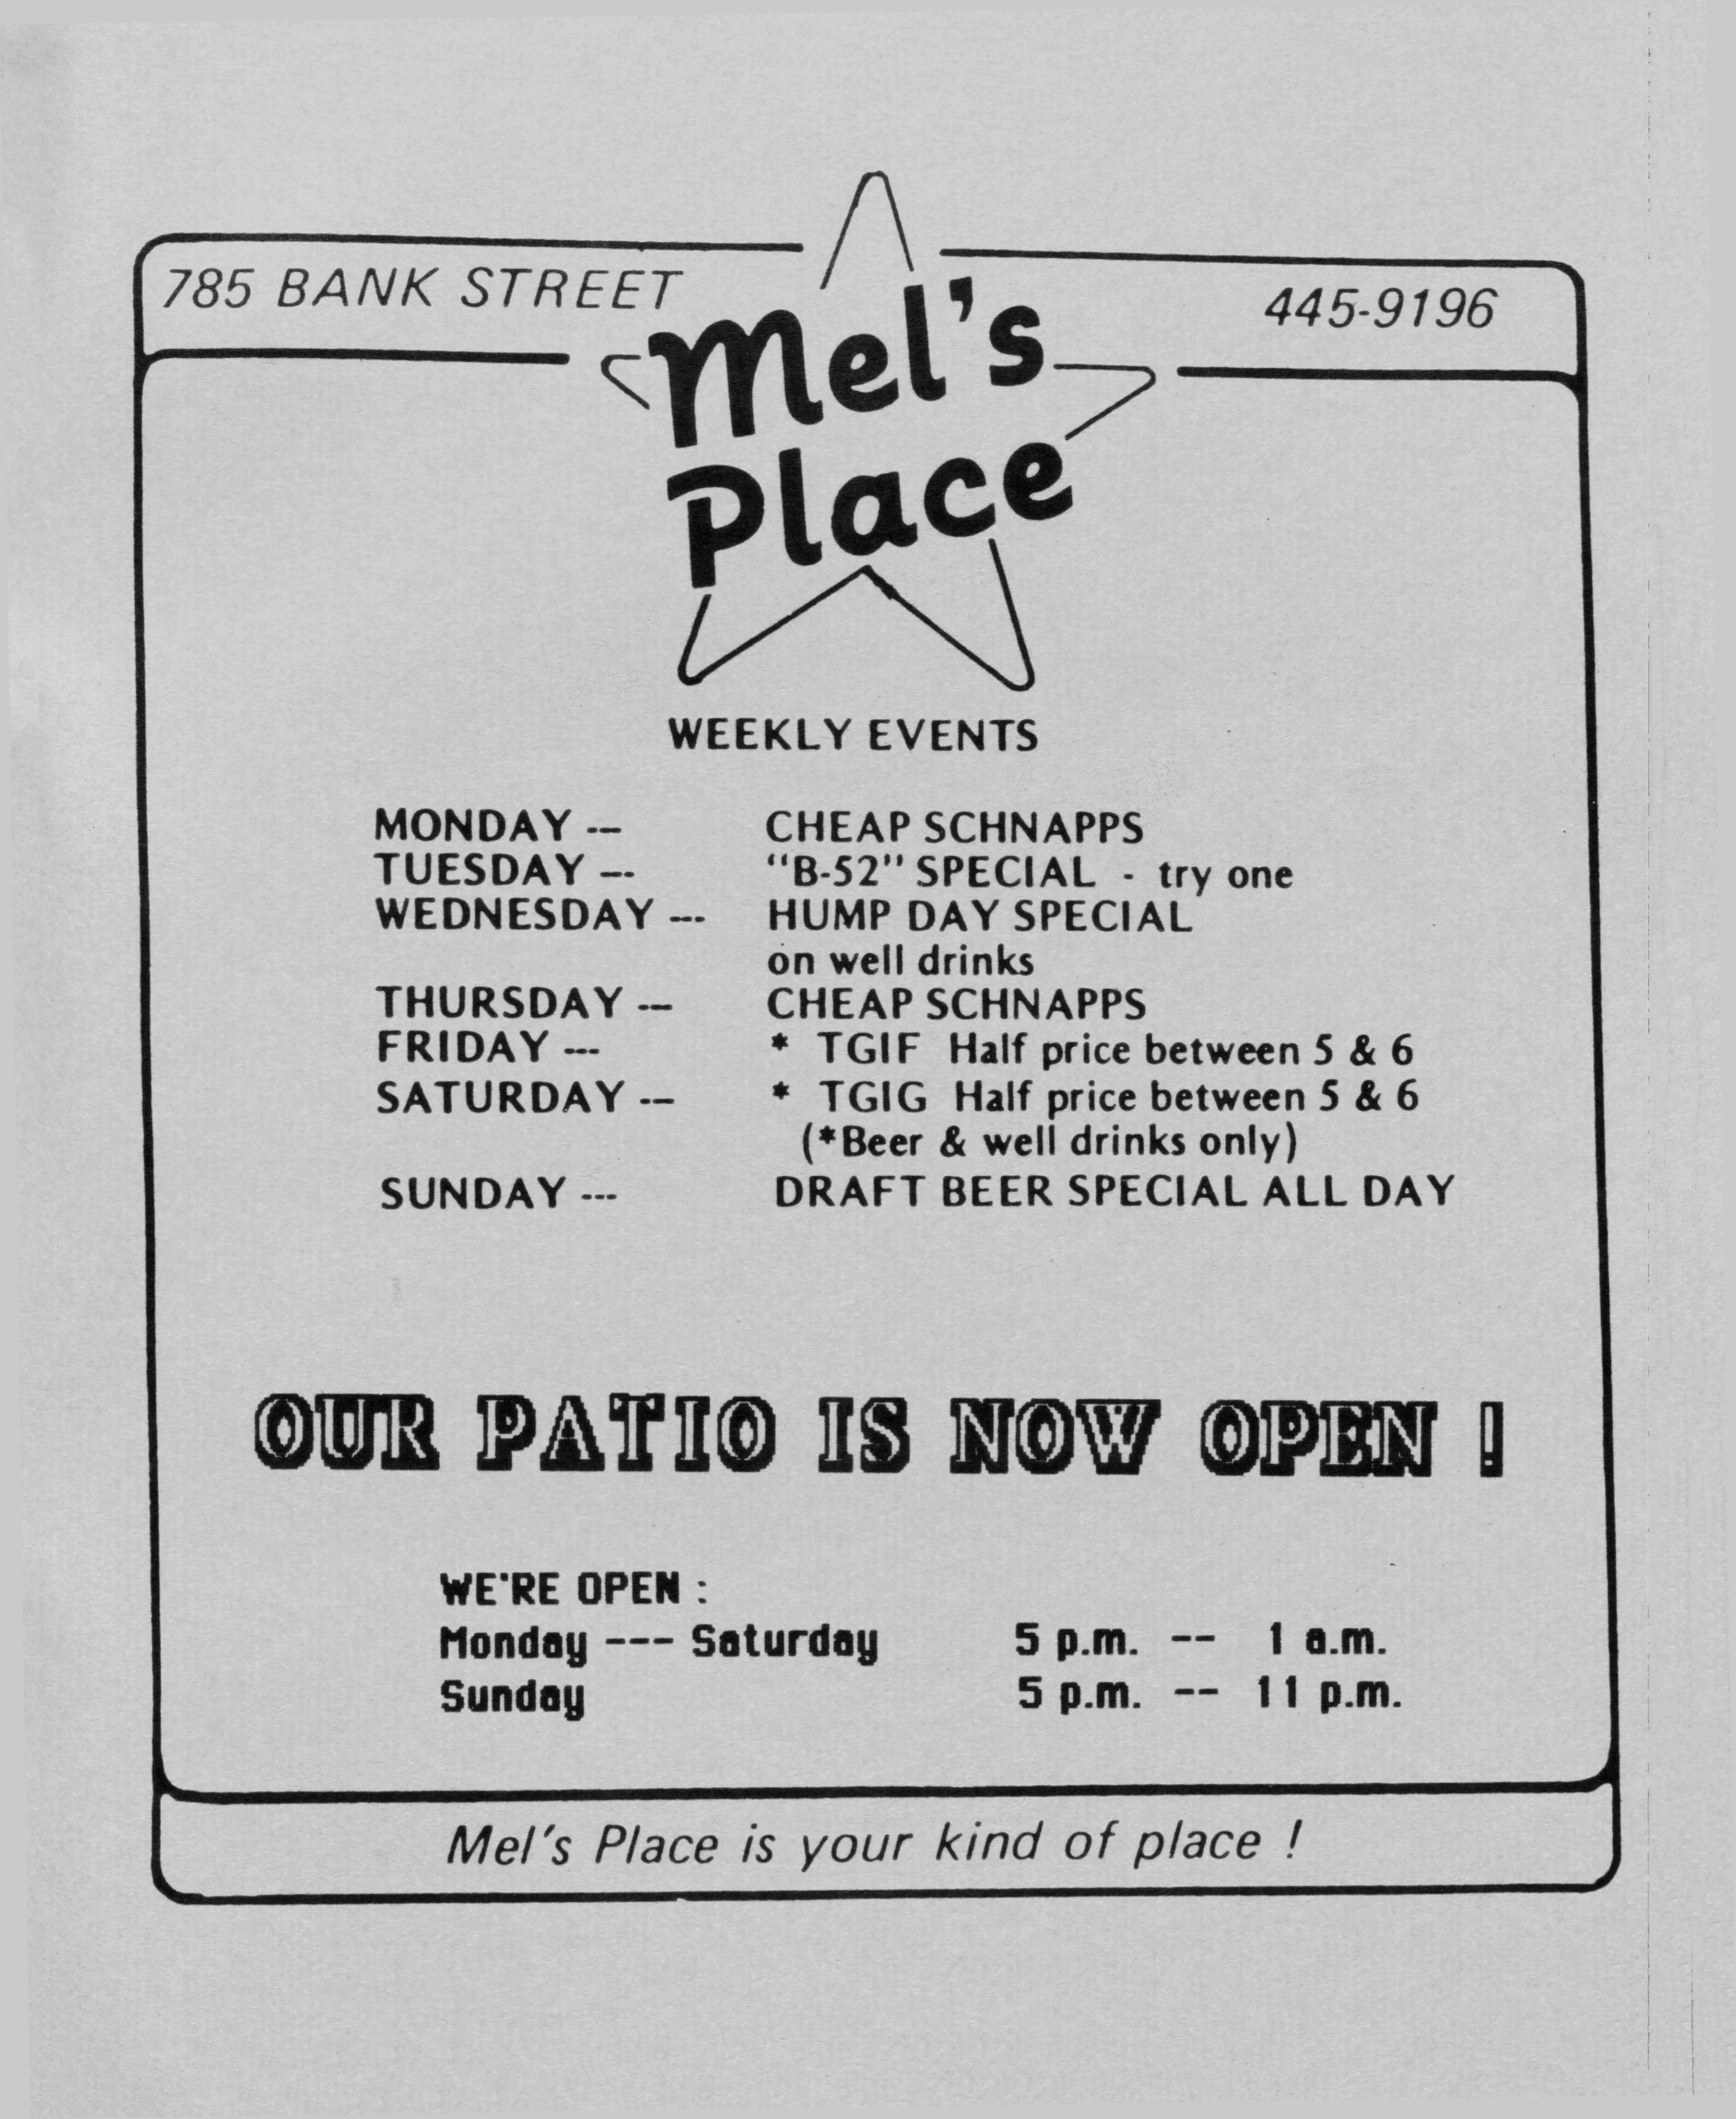 785 BANK STREET
445-9196
Mel's
Place
WEEKLY EVENTS
MONDAY --- CHEAP SCHNAPPS
TUESDAY --- "B-52" SPECIAL - try one
WEDNESDAY --- HUMP DAY SPECIAL
on well drinks
THURSDAY --- CHEAP SCHNAPPS
FRIDAY --- * TGIF Half price between 5 & 6
SATURDAY --- * TGIG Half price between 5 & 6
(*Beer & well drinks only)
SUNDAY --- DRAFT BEER SPECIAL ALL DAY
OUR PATIO IS NOW OPEN !
WE'RE OPEN :
Monday --- Saturday 5 p.m. -- 1 a.m.
Sunday 5 p.m. -- 11 p.m.
Mel's Place is your kind of place !